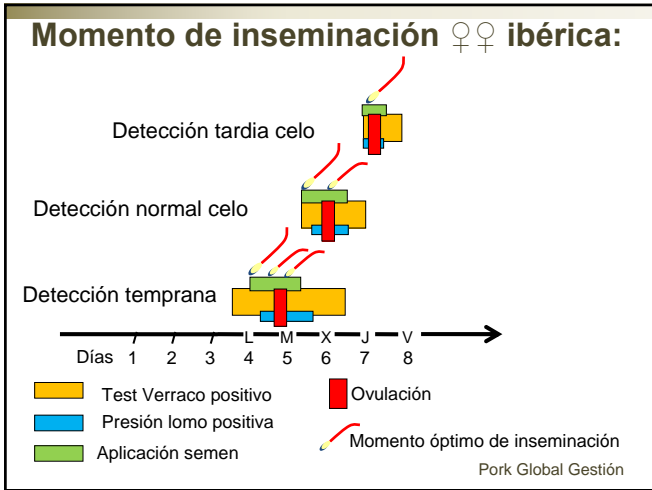 Momento de inseminación ♀♀ ibérica:
Detección tardia celo
Detección normal celo
Detección temprana
L M X J V
Días 1 2 3 4 5 6 7 8
Test Verraco positivo
Ovulación
Presión lomo positiva
Aplicación semen
Momento óptimo de inseminación
Pork Global Gestión